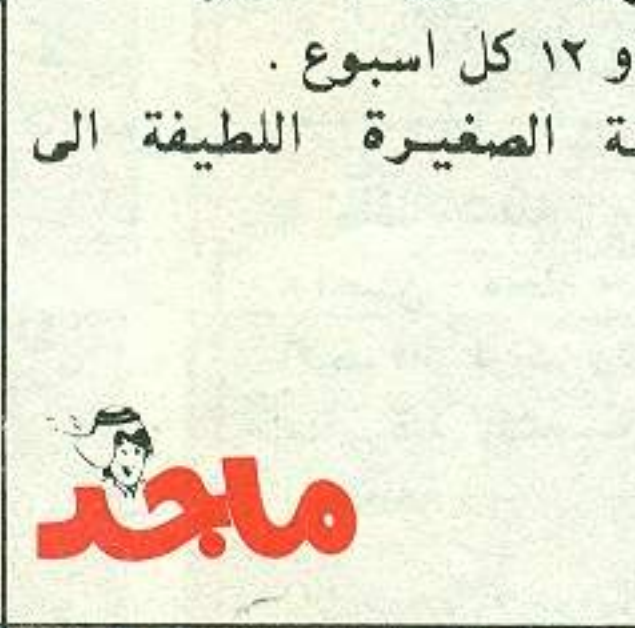 و ١٢ كل اسبوع .
الصغيرة اللطيفة الى
ماجد